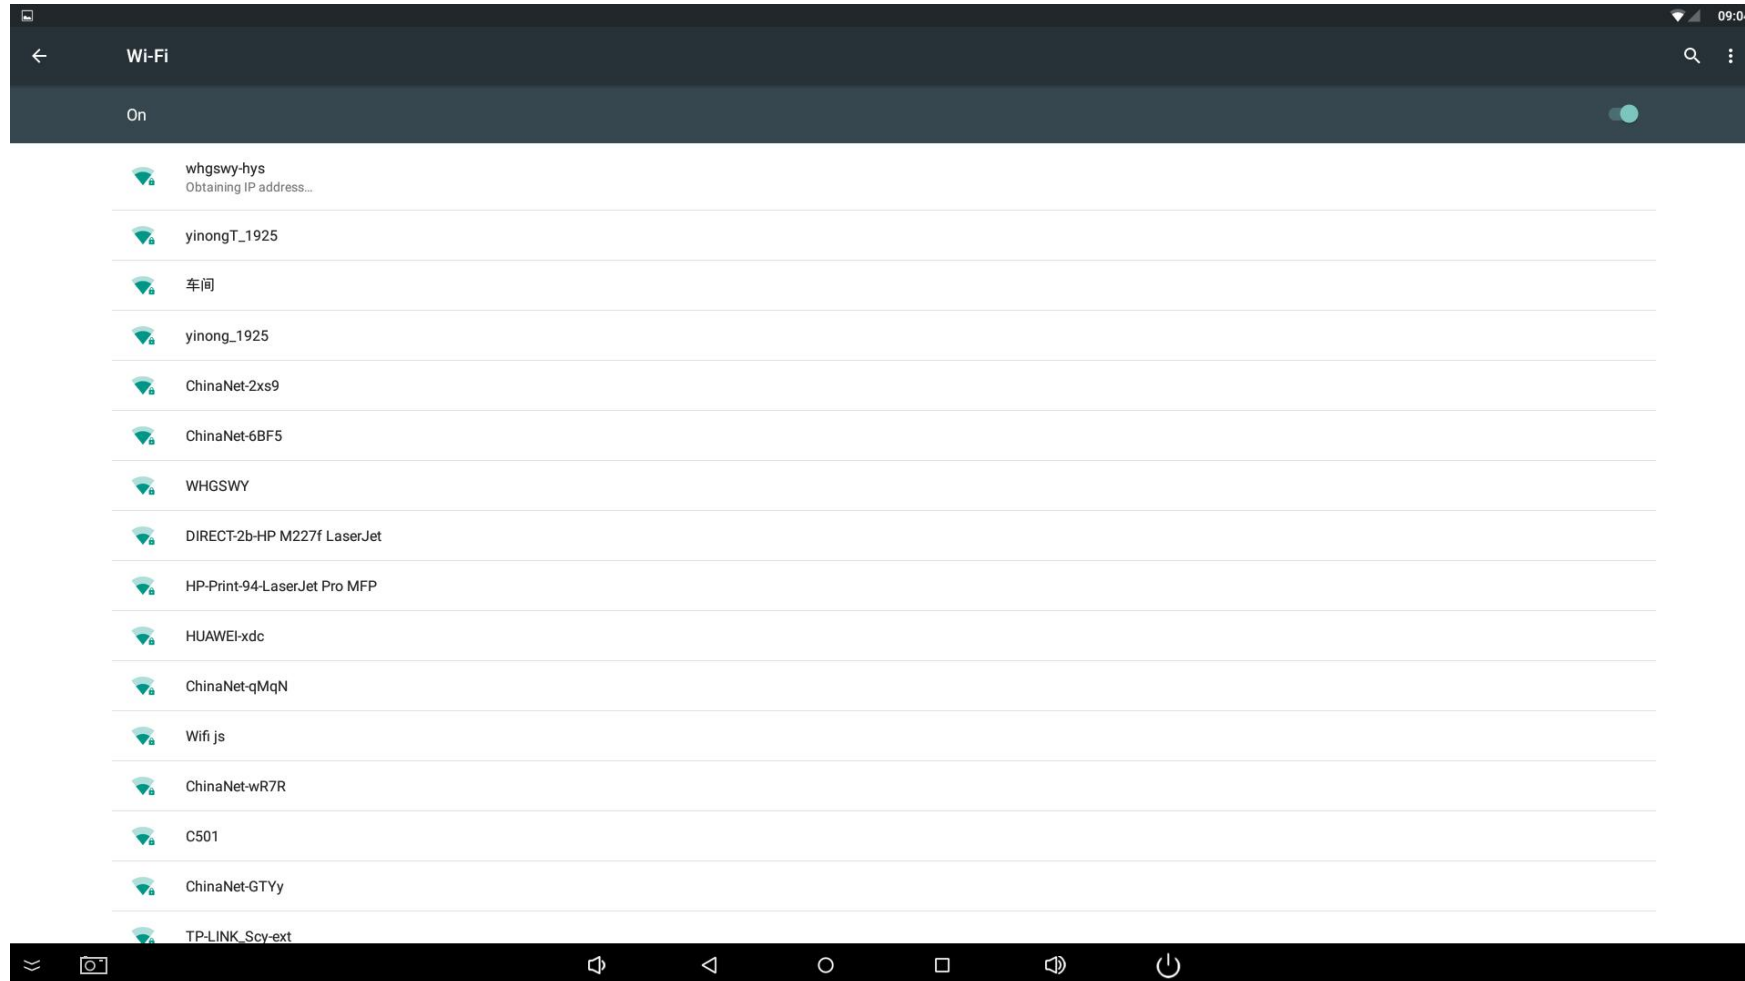 09:0
Wi-Fi
On
whgswy-hys
Obtaining IP address...
yinongT_1925
车间
yinong_1925
ChinaNet-2xs9
ChinaNet-6BF5
WHGSWY
DIRECT-2b-HP M227f LaserJet
HP-Print-94-LaserJet Pro MFP
HUAWEI-xdc
ChinaNet-qMqN
Wifi js
ChinaNet-wR7R
C501
ChinaNet-GTYy
TP-LINK_Scy-ext